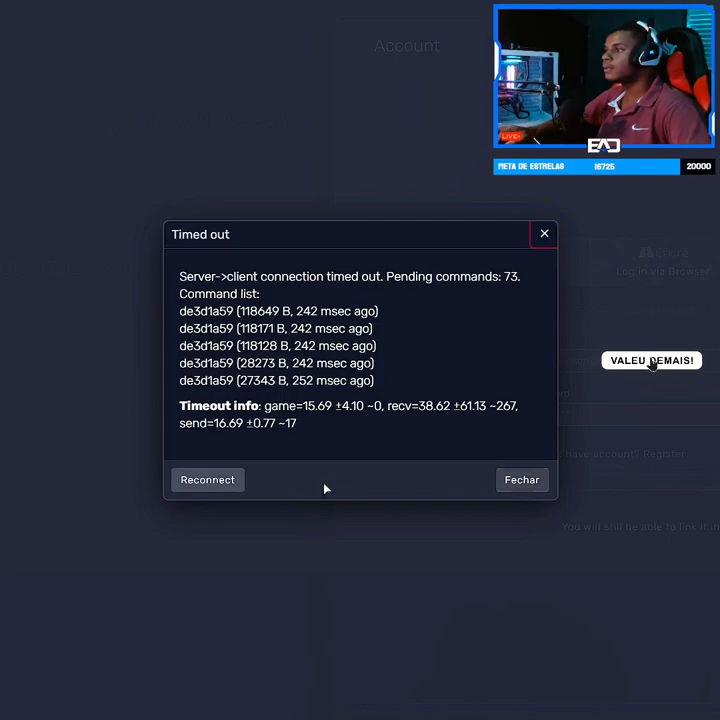 Account
LIVE
EAD
META DE ESTRELAS 16725 20000
Timed out
Server->client connection timed out. Pending commands: 73.
Command list:
de3d1a59 (118649 B, 242 msec ago)
de3d1a59 (118171 B, 242 msec ago)
de3d1a59 (118128 B, 242 msec ago)
de3d1a59 (28273 B, 242 msec ago)
de3d1a59 (27343 B, 252 msec ago)
Timeout info: game=15.69 ±4.10 ~0, recv=38.62 ±61.13 ~267,
send=16.69 ±0.77 ~17
Reconnect
Fechar
Log in via Browser
VALEU DEMAIS!
have account? Register
You will still be able to link it